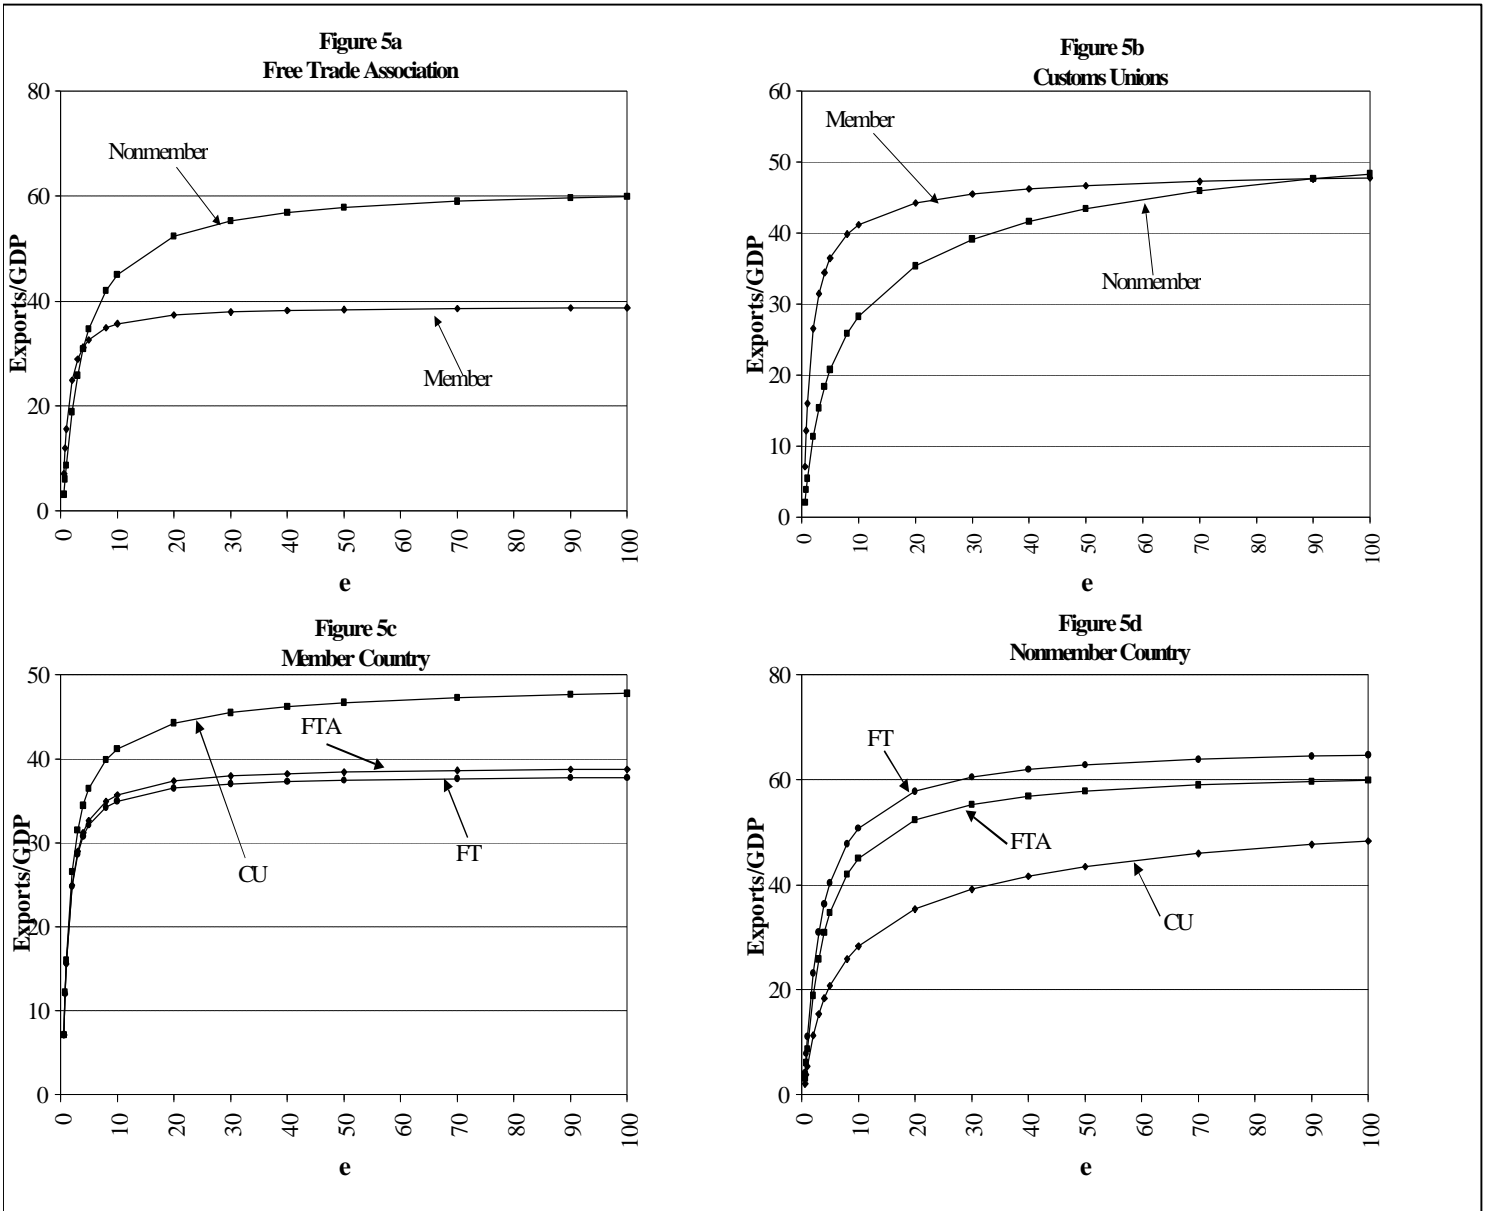 Figure 5a
Free Trade Association
80
60
40
20
0
Exports/GDP
Nonmember
Member
0 10 20 30 40 50 60 70 80 90 100
e
Figure 5b
Customs Unions
60
50
40
30
20
10
0
Exports/GDP
Member
Nonmember
0 10 20 30 40 50 60 70 80 90 100
e
Figure 5c
Member Country
50
40
30
20
10
0
Exports/GDP
FTA
FT
CU
0 10 20 30 40 50 60 70 80 90 100
e
Figure 5d
Nonmember Country
80
60
40
20
0
Exports/GDP
FT
FTA
CU
0 10 20 30 40 50 60 70 80 90 100
e